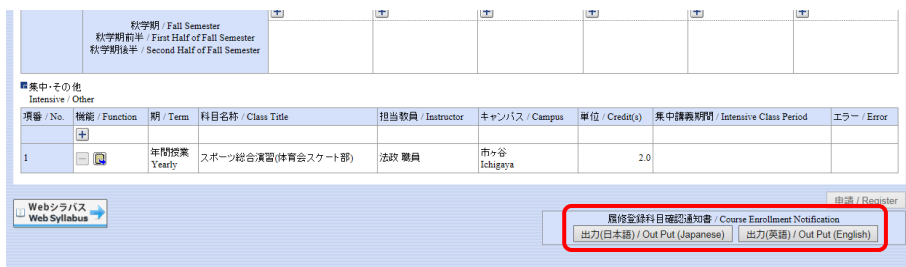 秋学期 / Fall Semester
秋学期前半 / First Half of Fall Semester
秋学期後半 / Second Half of Fall Semester
集中・その他
Intensive / Other
項番 / No. 機能 / Function 期 / Term 科目名称 / Class Title 担当教員 / Instructor キャンパス / Campus 単位 / Credit(s) 集中講義期間 / Intensive Class Period エラー / Error
1 年間授業 スポーツ総合演習(体育会スケート部) 法政 職員 市ヶ谷 2.0
Yearly Ichigaya
Webシラバス
Web Syllabus
申請 / Register
履修登録科目確認通知書 / Course Enrollment Notification
出力(日本語) / Out Put (Japanese) 出力(英語) / Out Put (English)